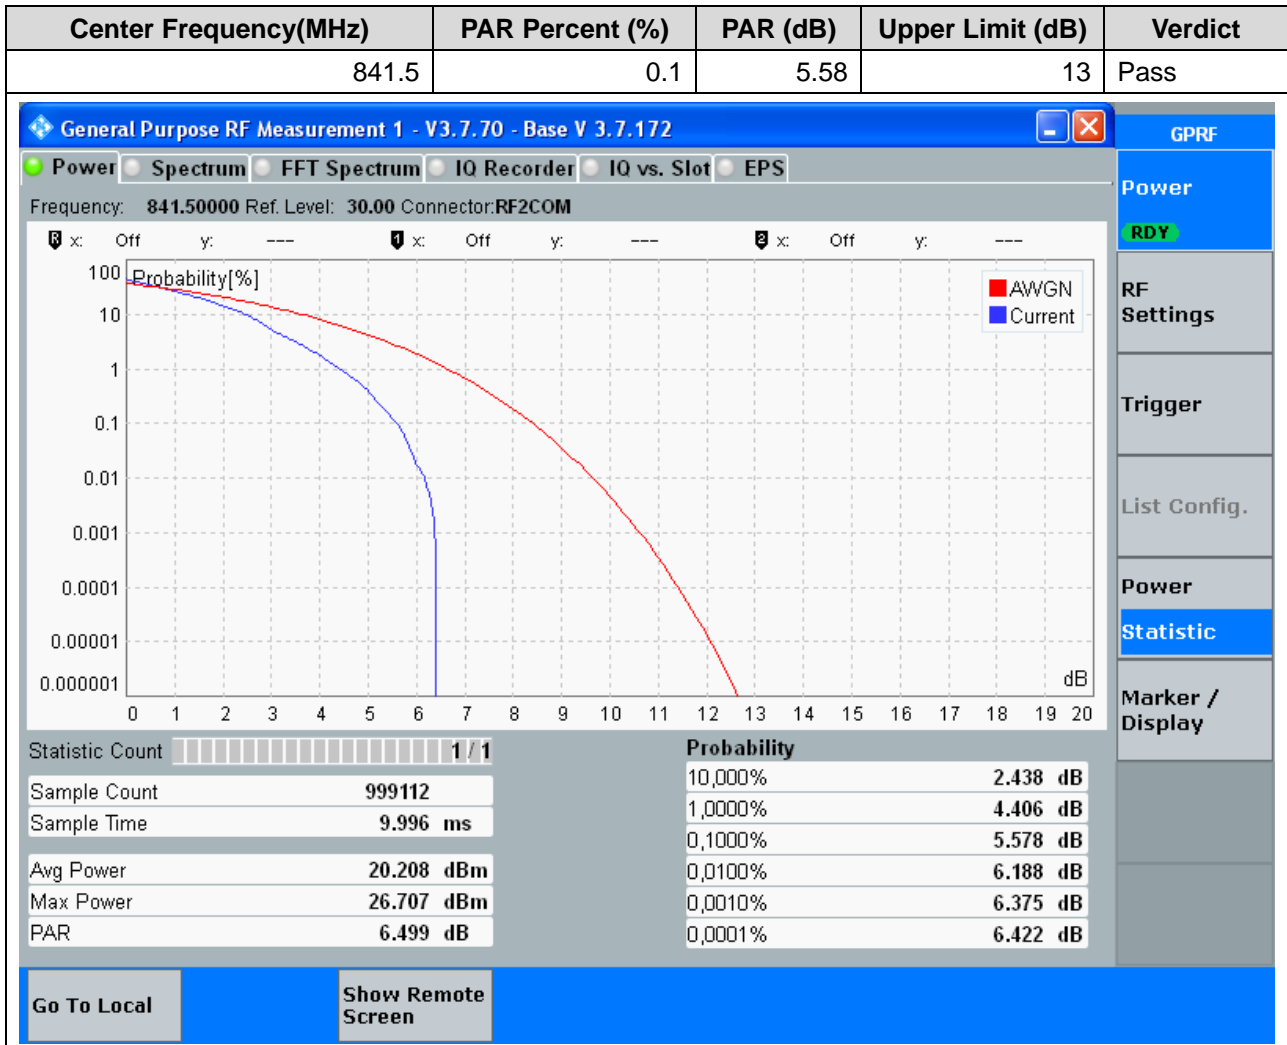 Center Frequency(MHz) PAR Percent (%) PAR (dB) Upper Limit (dB) Verdict
841.5 0.1 5.58 13 Pass
General Purpose RF Measurement 1 - V3.7.70 - Base V 3.7.172
GPRF
Power Spectrum FFT Spectrum IQ Recorder IQ vs. Slot EPS
Power
RDY
Frequency: 841.50000 Ref. Level: 30.00 Connector:RF2COM
R x: Off y: --- 1 x: Off y: --- 2 x: Off y: ---
Probability[%]
AWGN
Current
100
10
1
0.1
0.01
0.001
0.0001
0.00001
0.000001
dB
0 1 2 3 4 5 6 7 8 9 10 11 12 13 14 15 16 17 18 19 20
RF
Settings
Trigger
List Config.
Power
Statistic
Marker /
Display
Statistic Count 1 / 1
Sample Count 999112
Sample Time 9.996 ms
Avg Power 20.208 dBm
Max Power 26.707 dBm
PAR 6.499 dB
Probability
10,000% 2.438 dB
1,0000% 4.406 dB
0,1000% 5.578 dB
0,0100% 6.188 dB
0,0010% 6.375 dB
0,0001% 6.422 dB
Go To Local
Show Remote
Screen